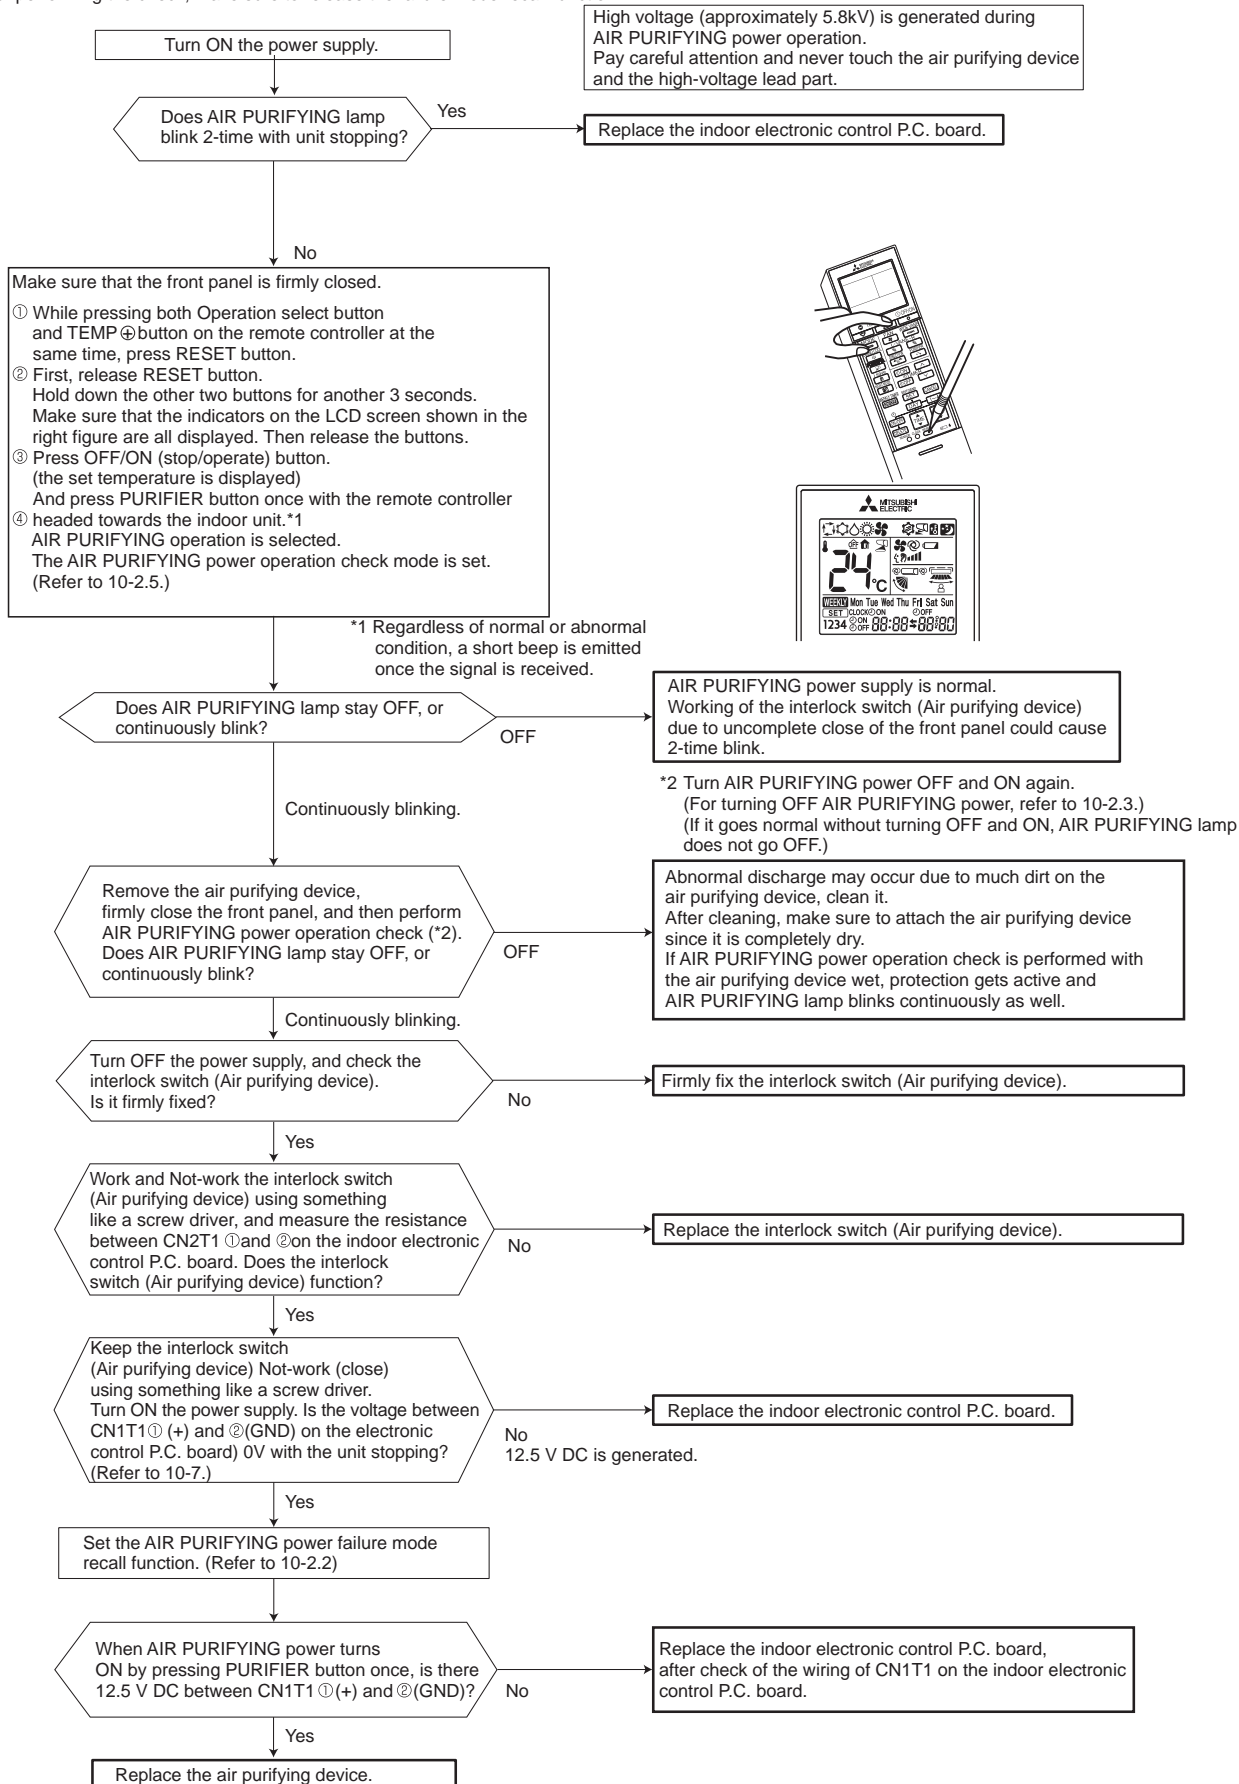 High voltage (approximately 5.8kV) is generated during
AIR PURIFYING power operation.
Pay careful attention and never touch the air purifying device
and the high-voltage lead part.
Turn ON the power supply.
Does AIR PURIFYING lamp
blink 2-time with unit stopping?
Yes
Replace the indoor electronic control P.C. board.
No
Make sure that the front panel is firmly closed.
① While pressing both Operation select button
and TEMP ⊕ button on the remote controller at the
same time, press RESET button.
② First, release RESET button.
Hold down the other two buttons for another 3 seconds.
Make sure that the indicators on the LCD screen shown in the
right figure are all displayed. Then release the buttons.
③ Press OFF/ON (stop/operate) button.
(the set temperature is displayed)
And press PURIFIER button once with the remote controller
④ headed towards the indoor unit.*1
AIR PURIFYING operation is selected.
The AIR PURIFYING power operation check mode is set.
(Refer to 10-2.5.)
MITSUBISHI
ELECTRIC
24°C
WEEKLY Mon Tue Wed Thu Fri Sat Sun
SET CLOCK ON OFF
1234 ON OFF 88:88 88:80
*1 Regardless of normal or abnormal
condition, a short beep is emitted
once the signal is received.
Does AIR PURIFYING lamp stay OFF, or
continuously blink?
OFF
AIR PURIFYING power supply is normal.
Working of the interlock switch (Air purifying device)
due to uncomplete close of the front panel could cause
2-time blink.
*2 Turn AIR PURIFYING power OFF and ON again.
(For turning OFF AIR PURIFYING power, refer to 10-2.3.)
(If it goes normal without turning OFF and ON, AIR PURIFYING lamp
does not go OFF.)
Continuously blinking.
Remove the air purifying device,
firmly close the front panel, and then perform
AIR PURIFYING power operation check (*2).
Does AIR PURIFYING lamp stay OFF, or
continuously blink?
OFF
Abnormal discharge may occur due to much dirt on the
air purifying device, clean it.
After cleaning, make sure to attach the air purifying device
since it is completely dry.
If AIR PURIFYING power operation check is performed with
the air purifying device wet, protection gets active and
AIR PURIFYING lamp blinks continuously as well.
Continuously blinking.
Turn OFF the power supply, and check the
interlock switch (Air purifying device).
Is it firmly fixed?
No
Firmly fix the interlock switch (Air purifying device).
Yes
Work and Not-work the interlock switch
(Air purifying device) using something
like a screw driver, and measure the resistance
between CN2T1 ①and ②on the indoor electronic
control P.C. board. Does the interlock
switch (Air purifying device) function?
No
Replace the interlock switch (Air purifying device).
Yes
Keep the interlock switch
(Air purifying device) Not-work (close)
using something like a screw driver.
Turn ON the power supply. Is the voltage between
CN1T1① (+) and ②(GND) on the electronic
control P.C. board) 0V with the unit stopping?
(Refer to 10-7.)
No
12.5 V DC is generated.
Replace the indoor electronic control P.C. board.
Yes
Set the AIR PURIFYING power failure mode
recall function. (Refer to 10-2.2)
When AIR PURIFYING power turns
ON by pressing PURIFIER button once, is there
12.5 V DC between CN1T1 ①(+) and ②(GND)?
No
Replace the indoor electronic control P.C. board,
after check of the wiring of CN1T1 on the indoor electronic
control P.C. board.
Yes
Replace the air purifying device.